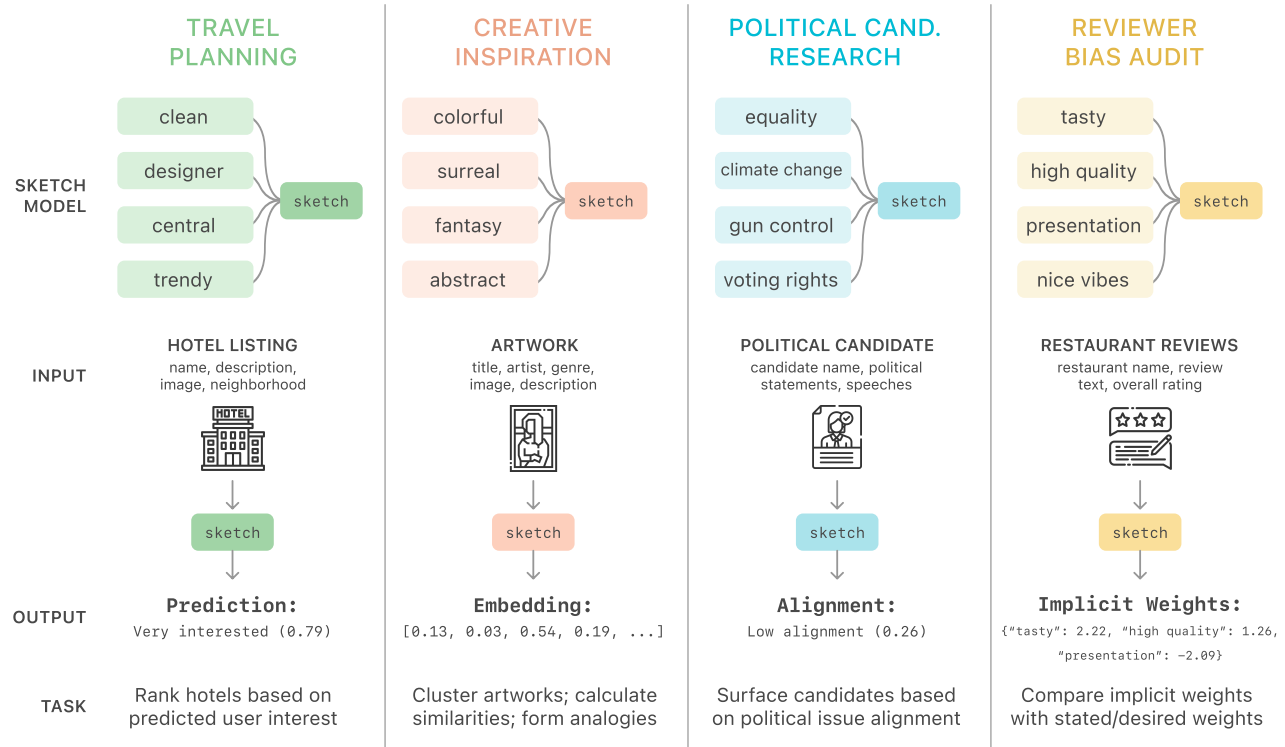 TRAVEL
PLANNING
CREATIVE
INSPIRATION
POLITICAL CAND.
RESEARCH
REVIEWER
BIAS AUDIT
SKETCH
MODEL
clean
designer
central
trendy
sketch
colorful
surreal
fantasy
abstract
sketch
equality
climate change
gun control
voting rights
sketch
tasty
high quality
presentation
nice vibes
sketch
INPUT
HOTEL LISTING
name, description,
image, neighborhood
HOTEL
ARTWORK
title, artist, genre,
image, description
POLITICAL CANDIDATE
candidate name, political
statements, speeches
RESTAURANT REVIEWS
restaurant name, review
text, overall rating
sketch
sketch
sketch
sketch
OUTPUT
Prediction:
Very interested (0.79)
Embedding:
[0.13, 0.03, 0.54, 0.19, ...]
Alignment:
Low alignment (0.26)
Implicit Weights:
{“tasty”: 2.22, “high quality”: 1.26,
“presentation”: –2.09}
TASK
Rank hotels based on
predicted user interest
Cluster artworks; calculate
similarities; form analogies
Surface candidates based
on political issue alignment
Compare implicit weights
with stated/desired weights